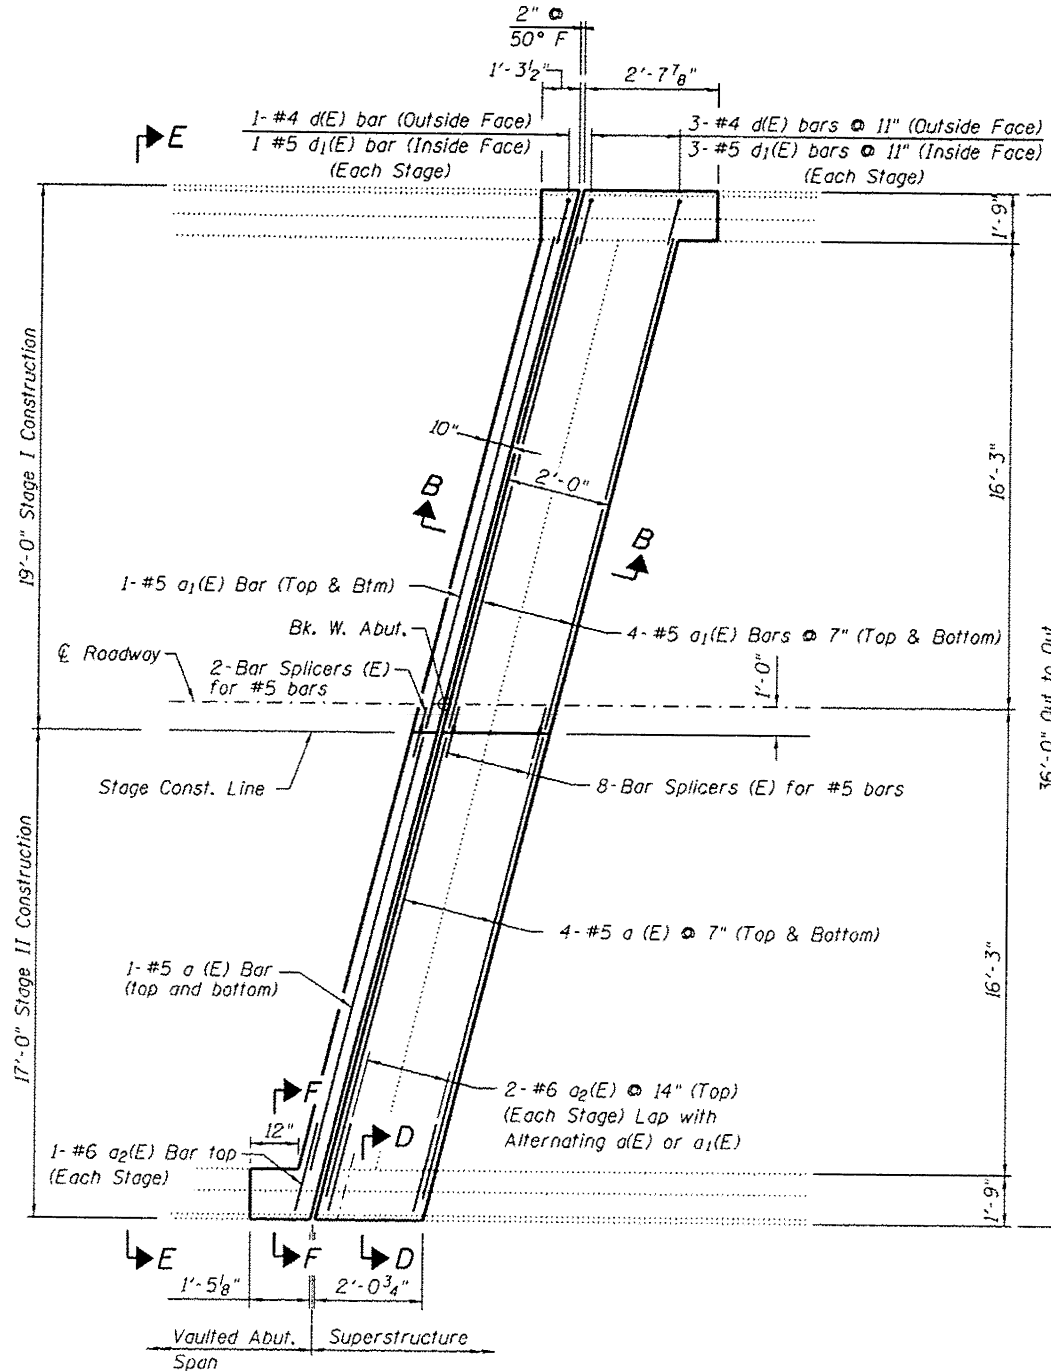 2" @
50° F
1'-3½"
2'-7⅞"
1- #4 d(E) bar (Outside Face)
1 #5 d₁(E) bar (Inside Face)
(Each Stage)
3- #4 d(E) bars @ 11" (Outside Face)
3- #5 d₁(E) bars @ 11" (Inside Face)
(Each Stage)
E
1'-9"
19'-0" Stage I Construction
16'-3"
10"
2'-0"
B
B
1- #5 a₁(E) Bar (Top & Btm)
Bk. W. Abut.
4- #5 a₁(E) Bars @ 7" (Top & Bottom)
℄ Roadway
2-Bar Splicers (E)
for #5 bars
1'-0"
36'-0" Out to Out
Stage Const. Line
8-Bar Splicers (E) for #5 bars
17'-0" Stage II Construction
4- #5 a (E) @ 7" (Top & Bottom)
1- #5 a (E) Bar
(top and bottom)
16'-3"
F
2- #6 a₂(E) @ 14" (Top)
(Each Stage) Lap with
Alternating a(E) or a₁(E)
12"
D
1- #6 a₂(E) Bar top
(Each Stage)
1'-9"
E
F
D
1'-5⅛"
2'-0¾"
Vaulted Abut.
Span
Superstructure